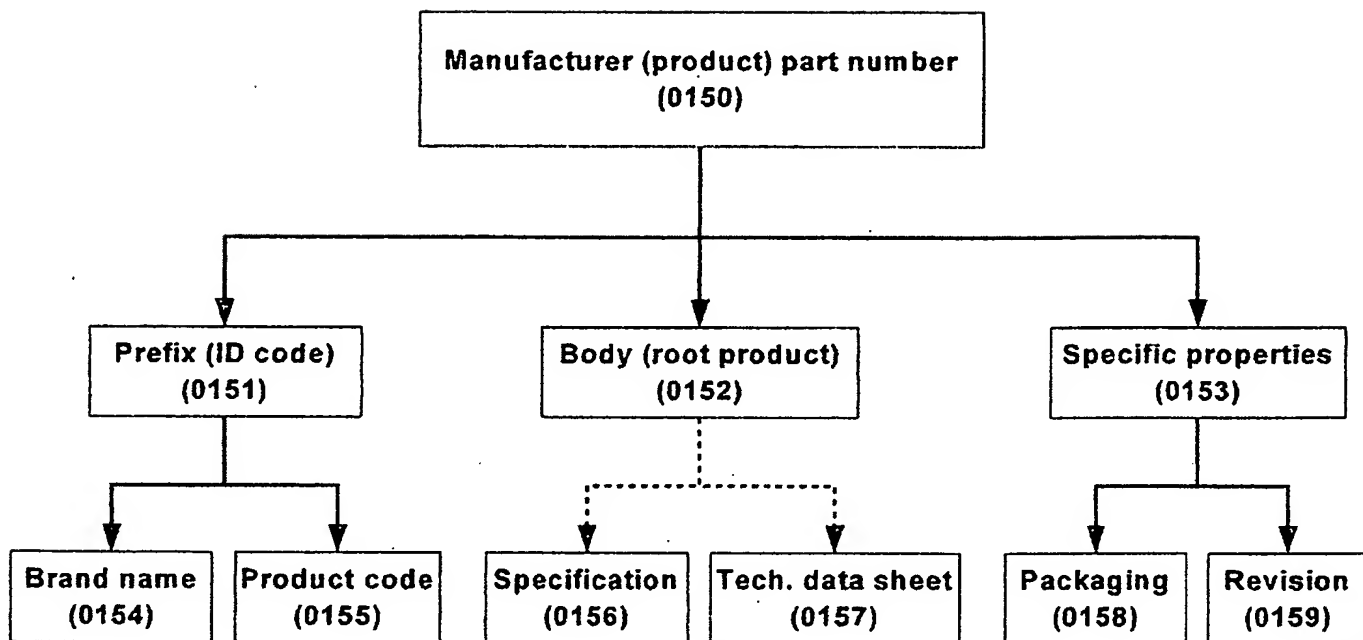 Manufacturer (product) part number
(0150)
Prefix (ID code)
(0151)
Body (root product)
(0152)
Specific properties
(0153)
Brand name
(0154)
Product code
(0155)
Specification
(0156)
Tech. data sheet
(0157)
Packaging
(0158)
Revision
(0159)